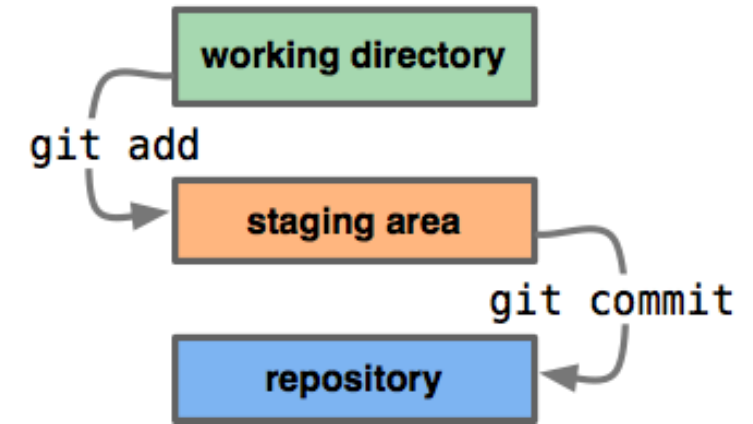 working directory
git add
staging area
git commit
repository